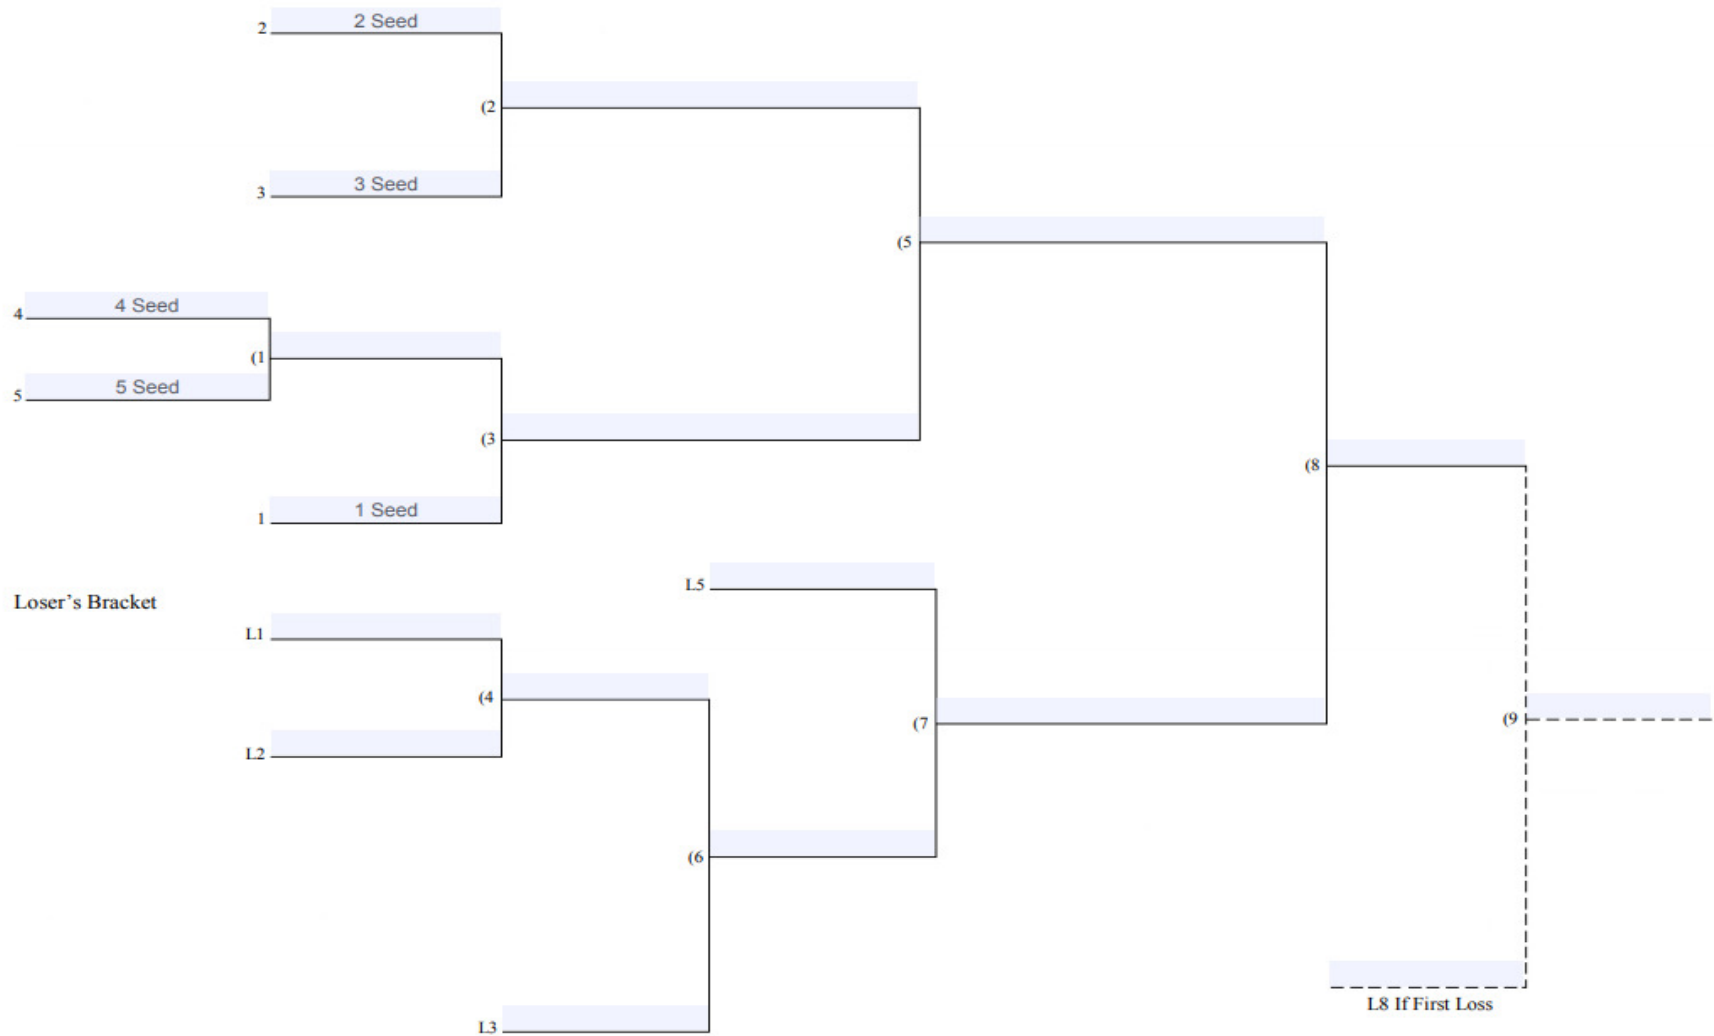 2 2 Seed
(2
3 3 Seed
(5
4 4 Seed
(1
5 5 Seed
(3
(8
1 1 Seed
L5
Loser’s Bracket
L1
(4
(7
(9
L2
(6
L8 If First Loss
L3